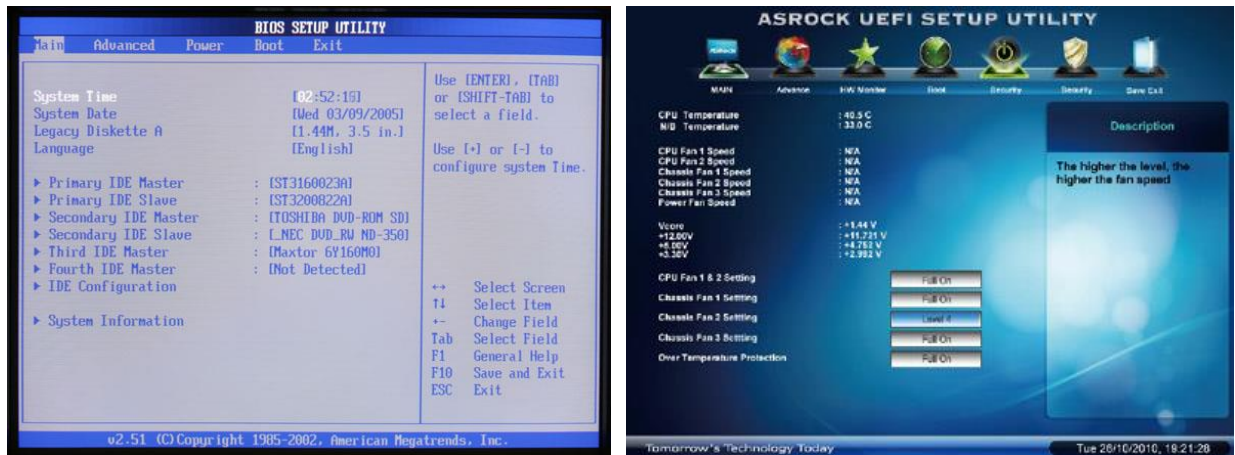 BIOS SETUP UTILITY
Main Advanced Power Boot Exit
System Time [02:52:19]
System Date [Wed 03/09/2005]
Legacy Diskette A [1.44M, 3.5 in.]
Language [English]
▶ Primary IDE Master : [ST3160023A]
▶ Primary IDE Slave : [ST3200822A]
▶ Secondary IDE Master : [TOSHIBA DVD-ROM SD]
▶ Secondary IDE Slave : [_NEC DVD_RW ND-350]
▶ Third IDE Master : [Maxtor 6Y160M0]
▶ Fourth IDE Master : [Not Detected]
▶ IDE Configuration
▶ System Information
Use [ENTER], [TAB]
or [SHIFT-TAB] to
select a field.
Use [+] or [-] to
configure system Time.
↔ Select Screen
↑↓ Select Item
+- Change Field
Tab Select Field
F1 General Help
F10 Save and Exit
ESC Exit
v2.51 (C)Copyright 1985-2002, American Megatrends, Inc.
ASROCK UEFI SETUP UTILITY
MAIN Advance H/W Monitor Boot Security Security Save Exit
CPU Temperature : 40.5 C
N/B Temperature : 33.0 C
CPU Fan 1 Speed : N/A
CPU Fan 2 Speed : N/A
Chassis Fan 1 Speed : N/A
Chassis Fan 2 Speed : N/A
Chassis Fan 3 Speed : N/A
Power Fan Speed : N/A
Vcore : +1.44 V
+12.00V : +11.721 V
+5.00V : +4.752 V
+3.30V : +2.992 V
CPU Fan 1 & 2 Setting Full On
Chassis Fan 1 Settting Full On
Chassis Fan 2 Settting Level 4
Chassis Fan 3 Settting Full On
Over Temperature Protection Full On
Description
The higher the level, the
higher the fan speed
Tomorrow's Technology Today
Tue 26/10/2010, 19:21:28